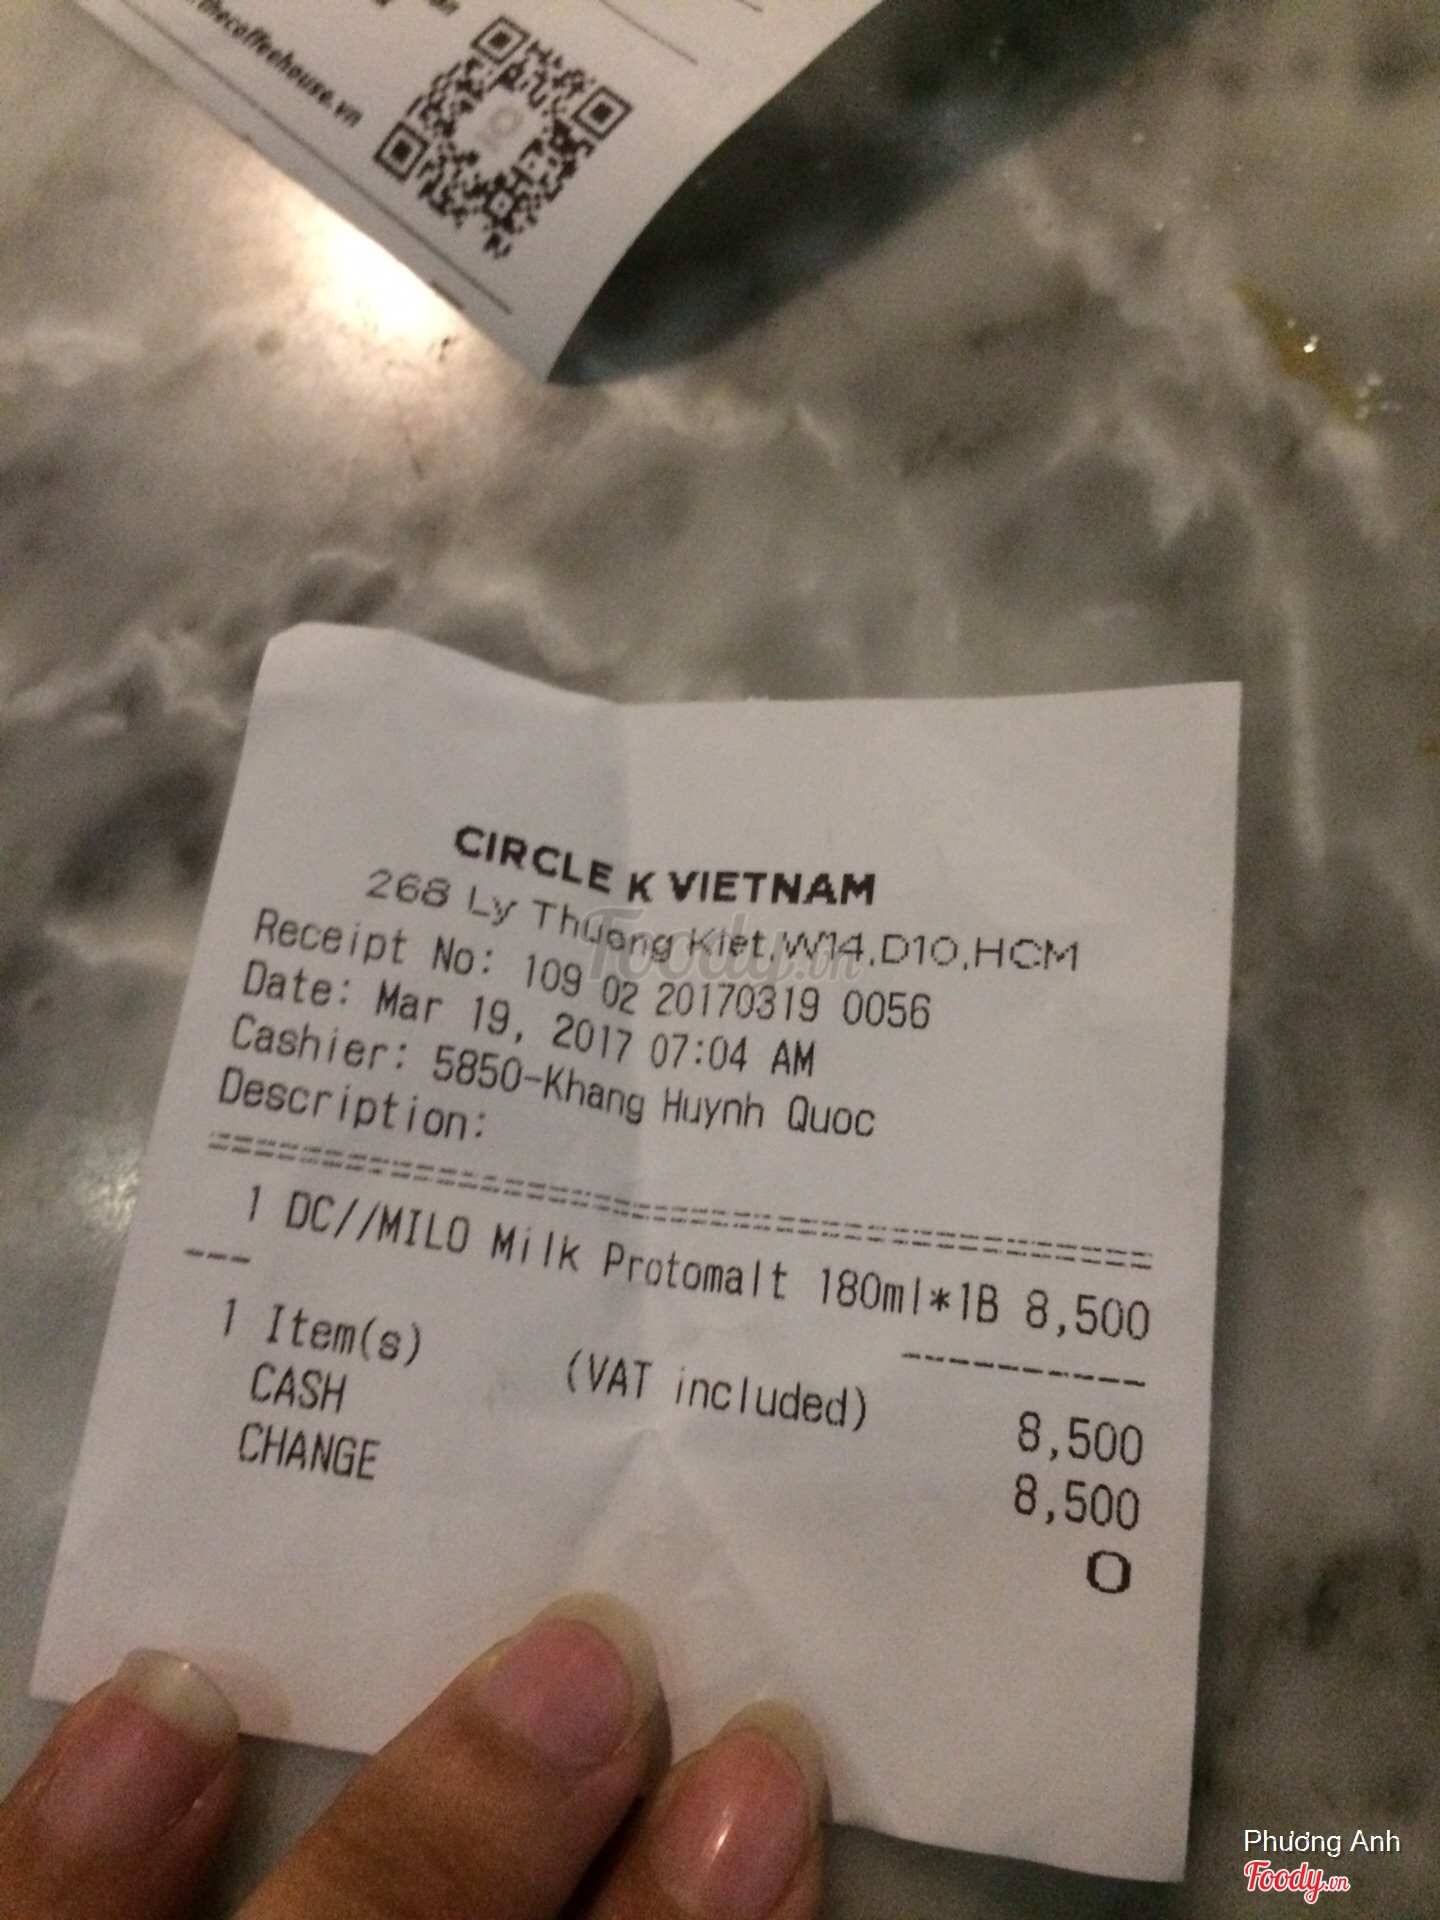 thecoffeehouse.vn
CIRCLE K VIETNAM
268 Ly Thuong Kiet.W14.D10.HCM
Receipt No: 109 02 20170319 0056
Date: Mar 19, 2017 07:04 AM
Cashier: 5850-Khang Huynh Quoc
Description:
1 DC//MILO Milk Protomalt 180ml*1B 8,500
1 Item(s) (VAT included) 8,500
CASH 8,500
CHANGE 0
Foody.vn
Phương Anh
Foody.vn